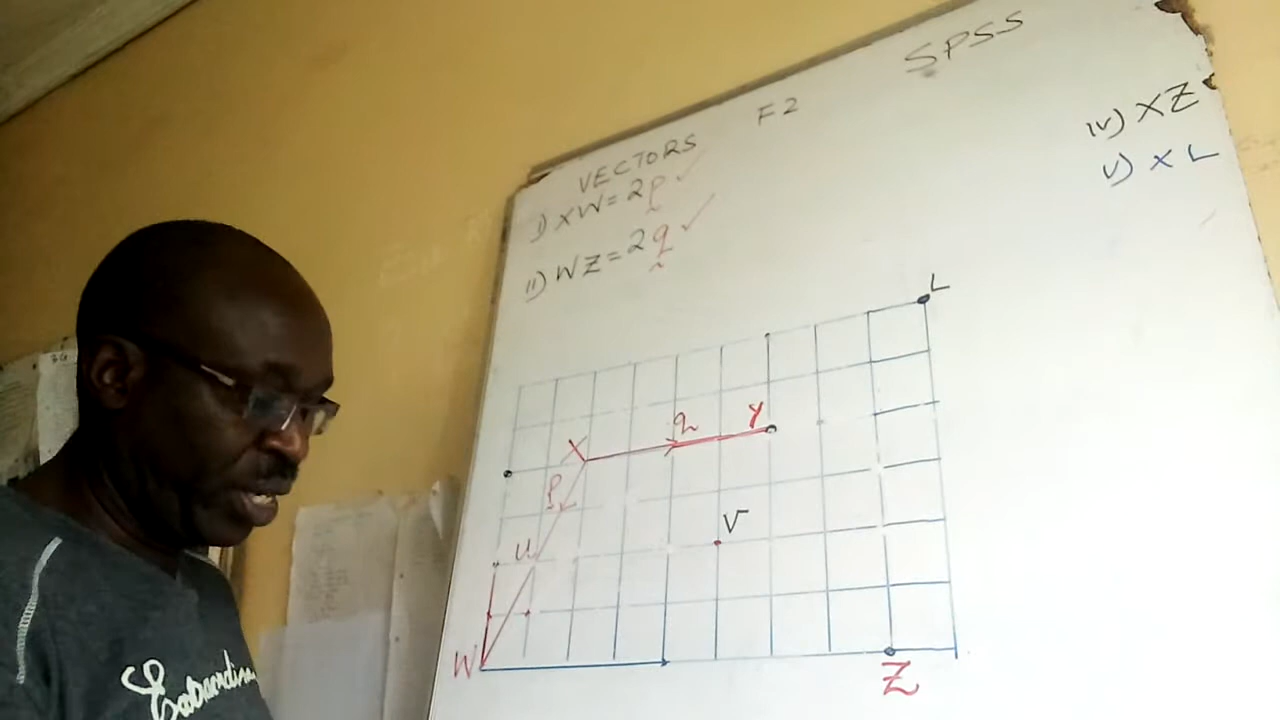 SPSS
F2
VECTORS
I) XW = 2p ✓
II) WZ = 2q ✓
IV) XZ
V) XL
L
X
q
Y
p
U
V
W
Z